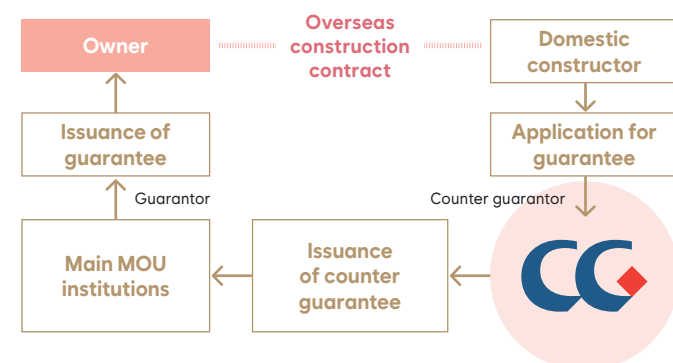 Owner
Overseas
construction
contract
Domestic
constructor
Issuance of
guarantee
Application for
guarantee
Guarantor
Counter guarantor
Main MOU
institutions
Issuance
of counter
guarantee
CG